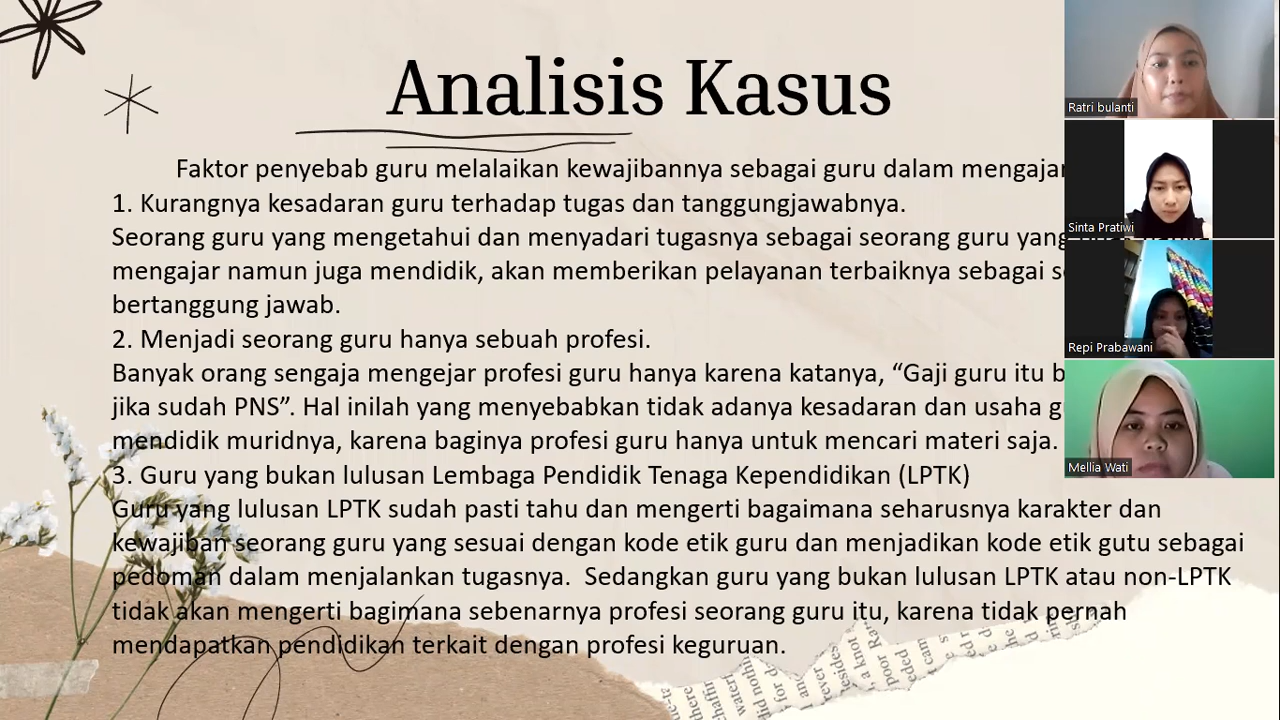 Analisis Kasus
Faktor penyebab guru melalaikan kewajibannya sebagai guru dalam mengajar
1. Kurangnya kesadaran guru terhadap tugas dan tanggungjawabnya.
Seorang guru yang mengetahui dan menyadari tugasnya sebagai seorang guru yang
mengajar namun juga mendidik, akan memberikan pelayanan terbaiknya sebagai
bertanggung jawab.
2. Menjadi seorang guru hanya sebuah profesi.
Banyak orang sengaja mengejar profesi guru hanya karena katanya, “Gaji guru itu
jika sudah PNS”. Hal inilah yang menyebabkan tidak adanya kesadaran dan usaha
mendidik muridnya, karena baginya profesi guru hanya untuk mencari materi saja.
3. Guru yang bukan lulusan Lembaga Pendidik Tenaga Kependidikan (LPTK)
Guru yang lulusan LPTK sudah pasti tahu dan mengerti bagaimana seharusnya karakter dan
kewajiban seorang guru yang sesuai dengan kode etik guru dan menjadikan kode etik gutu sebagai
pedoman dalam menjalankan tugasnya. Sedangkan guru yang bukan lulusan LPTK atau non-LPTK
tidak akan mengerti bagimana sebenarnya profesi seorang guru itu, karena tidak pernah
mendapatkan pendidikan terkait dengan profesi keguruan.
Ratri bulanti
Sinta Pratiwi
Repi Prabawani
Mellia Wati